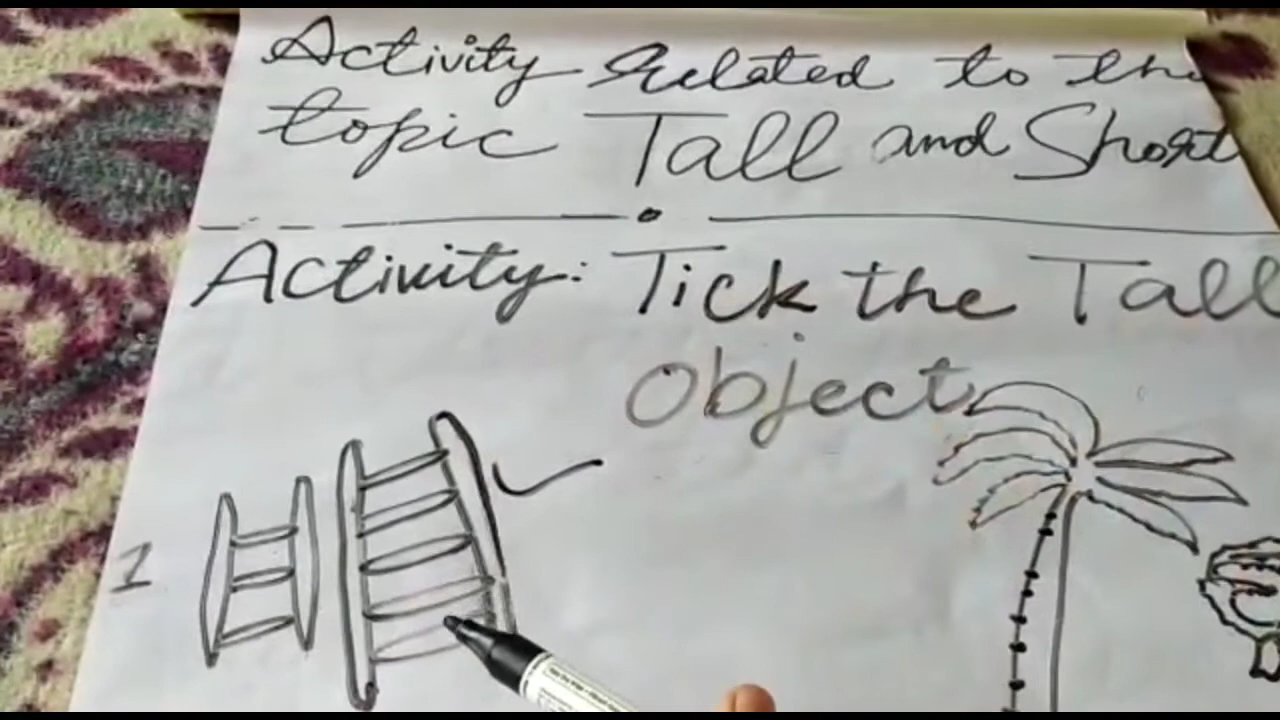 Activity Related to the
topic Tall and Short
Activity: Tick the Tall
Object
1